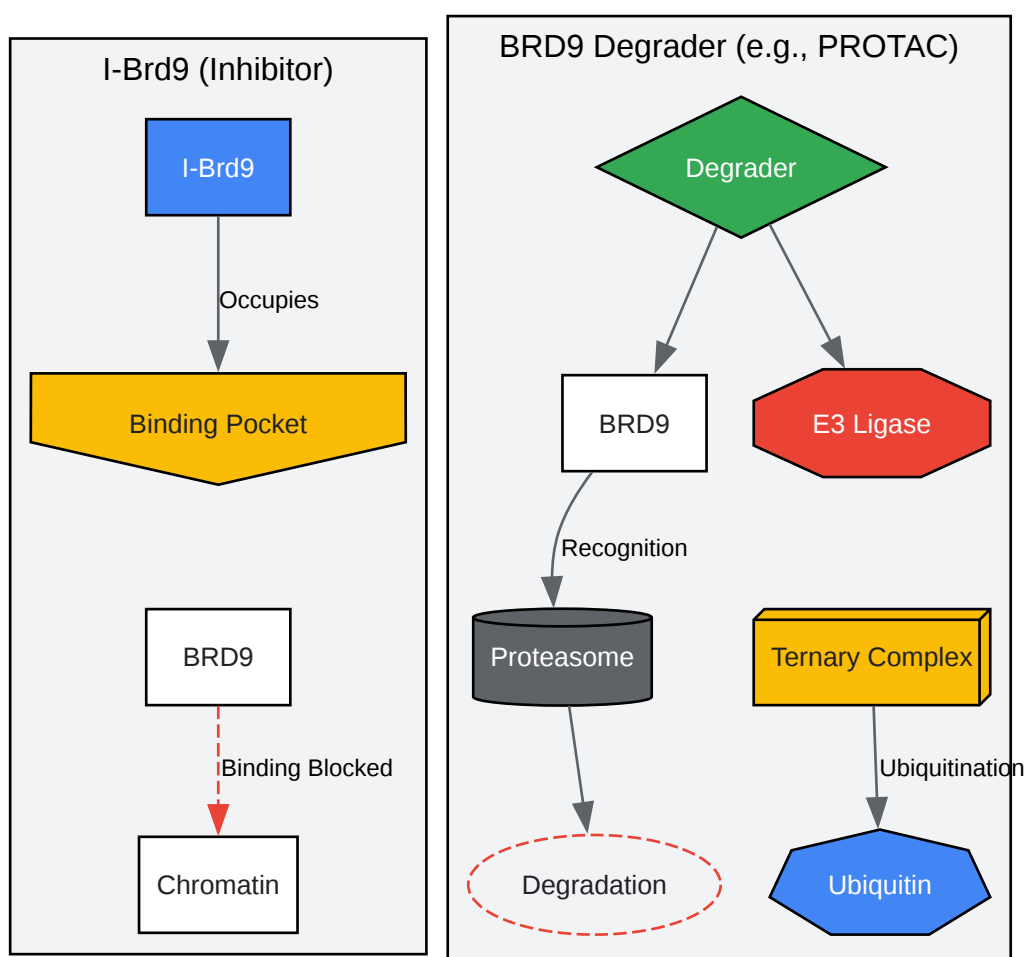 I-Brd9 (Inhibitor)
I-Brd9
Occupies
Binding Pocket
BRD9
Binding Blocked
Chromatin
BRD9 Degrader (e.g., PROTAC)
Degrader
BRD9
E3 Ligase
Recognition
Proteasome
Ternary Complex
Ubiquitination
Degradation
Ubiquitin